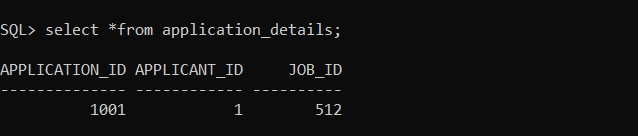 SQL> select *from application_details;
APPLICATION_ID APPLICANT_ID     JOB_ID
-------------- ------------ ----------
          1001            1        512